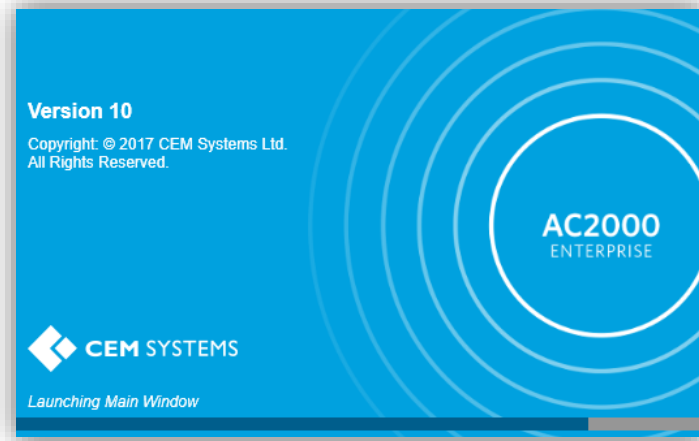 Version 10
Copyright: © 2017 CEM Systems Ltd.
All Rights Reserved.
AC2000
ENTERPRISE
CEM SYSTEMS
Launching Main Window